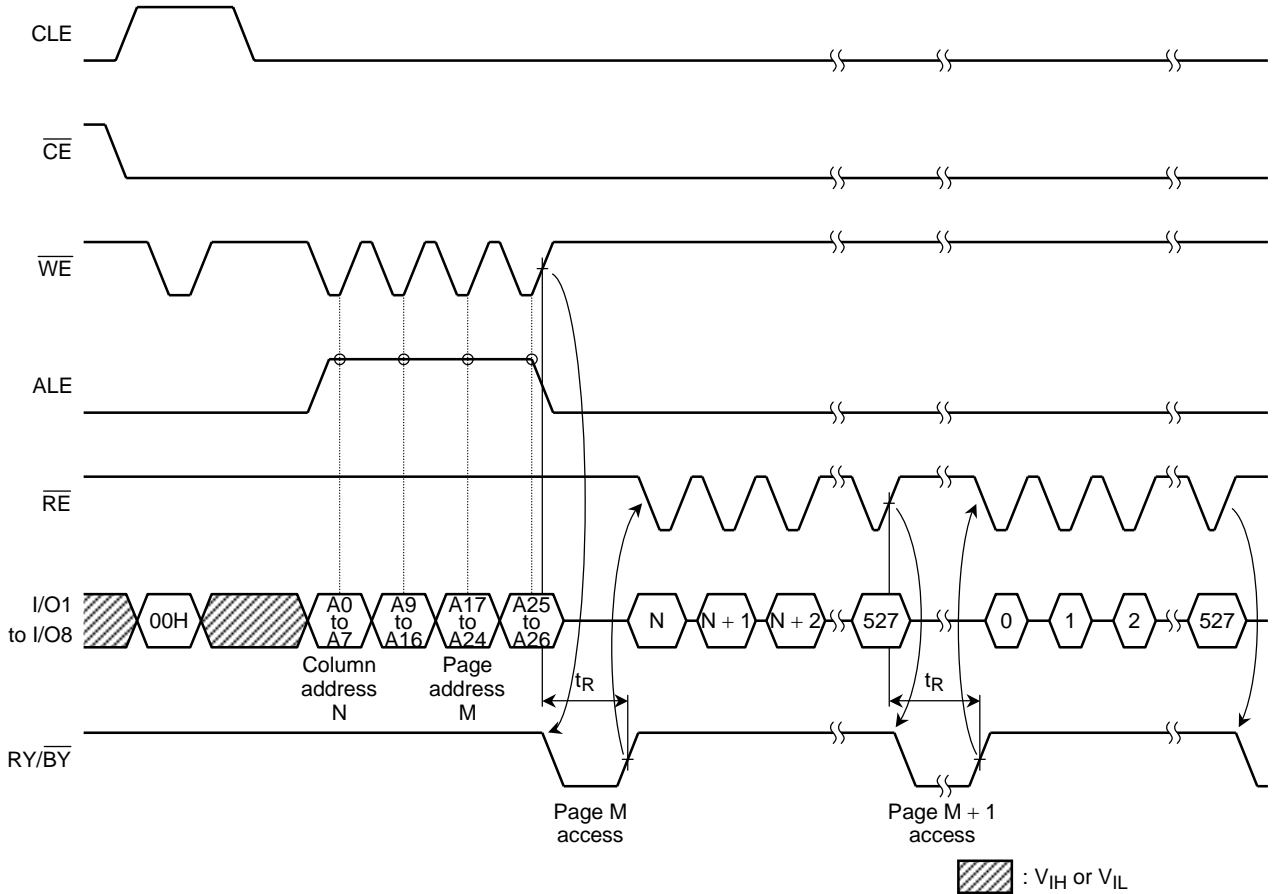 CLE
CE
WE
ALE
RE
I/O1
to I/O8
00H
A0
to
A7
A9
to
A16
A17
to
A24
A25
to
A26
N
N + 1
N + 2
527
0
1
2
527
Column
address
N
Page
address
M
tR
tR
RY/BY
Page M
access
Page M + 1
access
: VIH or VIL